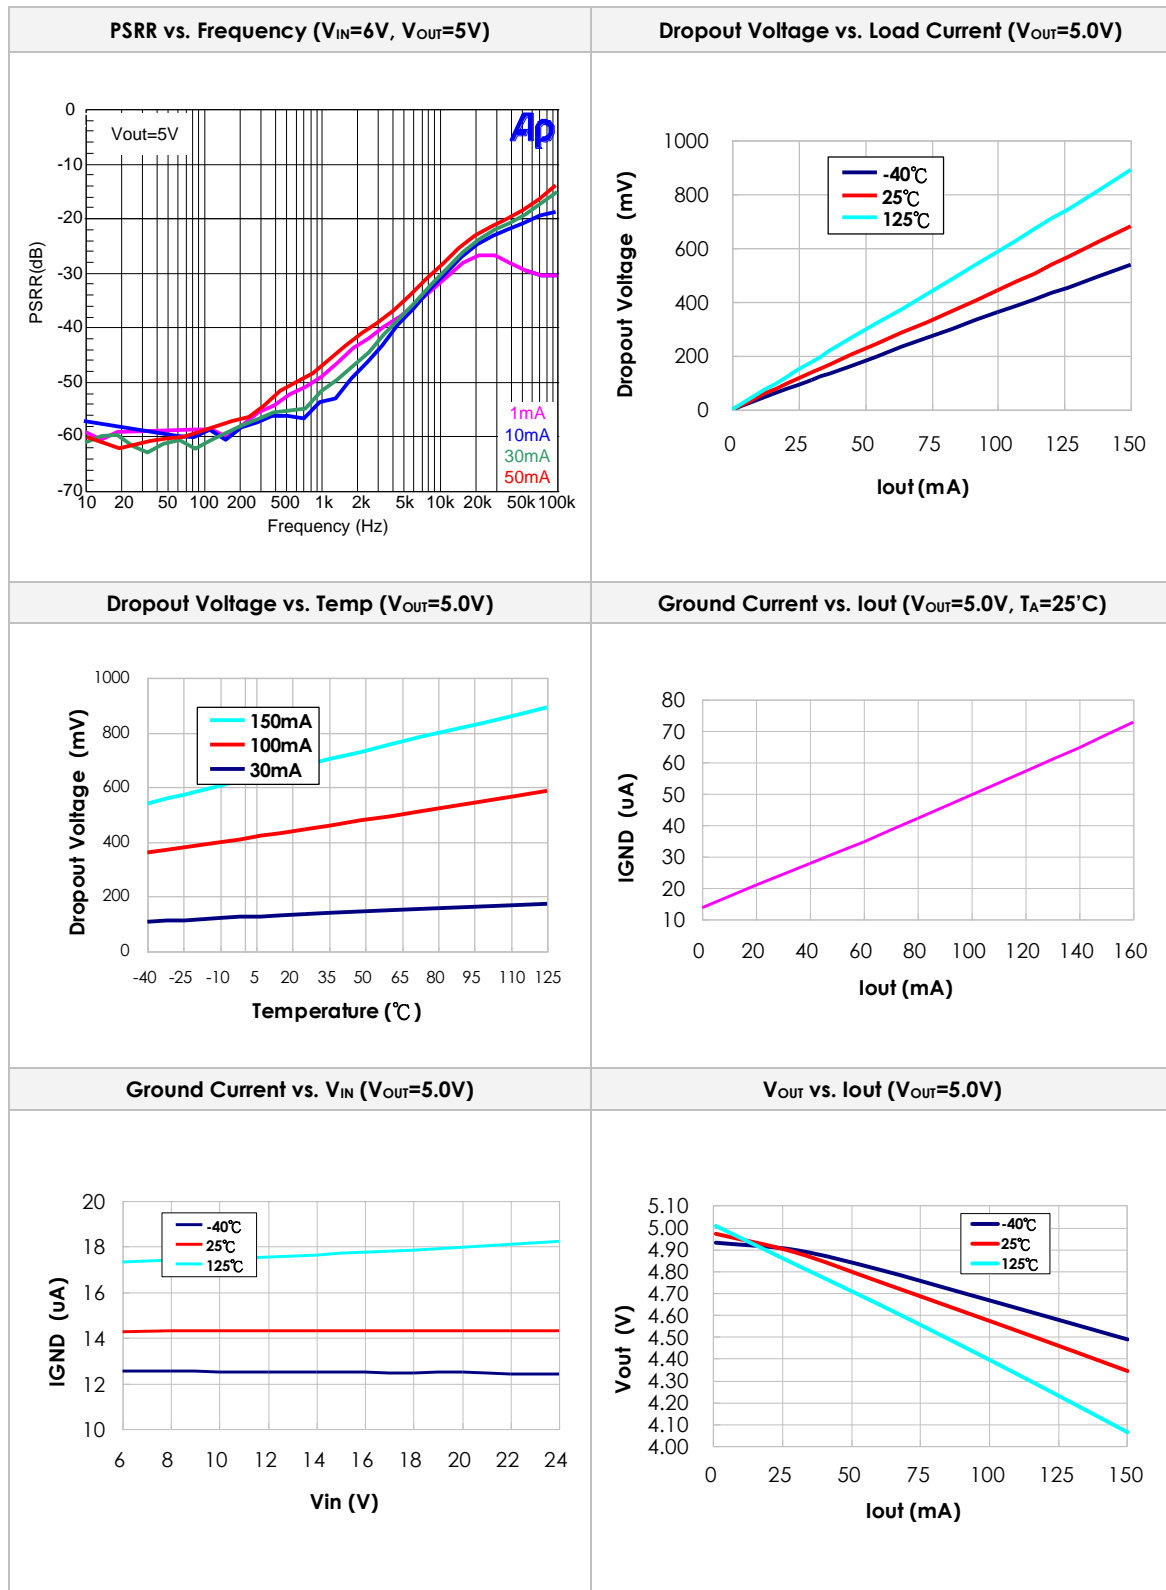 PSRR vs. Frequency (VIN=6V, VOUT=5V)
Dropout Voltage vs. Load Current (VOUT=5.0V)
0
-10
-20
-30
-40
-50
-60
-70
PSRR(dB)
Vout=5V
Ap
1mA
10mA
30mA
50mA
10 20 50 100 200 500 1k 2k 5k 10k 20k 50k 100k
Frequency (Hz)
1000
800
600
400
200
0
Dropout Voltage (mV)
-40℃
25℃
125℃
0 25 50 75 100 125 150
Iout (mA)
Dropout Voltage vs. Temp (VOUT=5.0V)
Ground Current vs. Iout (VOUT=5.0V, TA=25'C)
1000
800
600
400
200
0
Dropout Voltage (mV)
150mA
100mA
30mA
-40 -25 -10 5 20 35 50 65 80 95 110 125
Temperature (℃)
80
70
60
50
40
30
20
10
IGND (uA)
0 20 40 60 80 100 120 140 160
Iout (mA)
Ground Current vs. VIN (VOUT=5.0V)
VOUT vs. Iout (VOUT=5.0V)
20
18
16
14
12
10
IGND (uA)
-40℃
25℃
125℃
6 8 10 12 14 16 18 20 22 24
Vin (V)
5.10
5.00
4.90
4.80
4.70
4.60
4.50
4.40
4.30
4.20
4.10
4.00
Vout (V)
-40℃
25℃
125℃
0 25 50 75 100 125 150
Iout (mA)